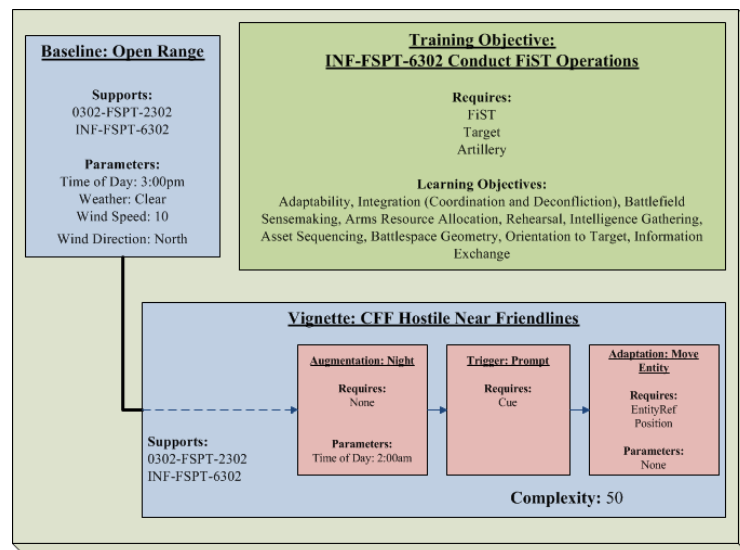 Baseline: Open Range
Supports:
0302-FSPT-2302
INF-FSPT-6302
Parameters:
Time of Day: 3:00pm
Weather: Clear
Wind Speed: 10
Wind Direction: North
Training Objective:
INF-FSPT-6302 Conduct FiST Operations
Requires:
FiST
Target
Artillery
Learning Objectives:
Adaptability, Integration (Coordination and Deconfliction), Battlefield
Sensemaking, Arms Resource Allocation, Rehearsal, Intelligence Gathering,
Asset Sequencing, Battlespace Geometry, Orientation to Target, Information
Exchange
Vignette: CFF Hostile Near Friendlines
Supports:
0302-FSPT-2302
INF-FSPT-6302
Augmentation: Night
Requires:
None
Parameters:
Time of Day: 2:00am
Trigger: Prompt
Requires:
Cue
Adaptation: Move
Entity
Requires:
EntityRef
Position
Parameters:
None
Complexity: 50